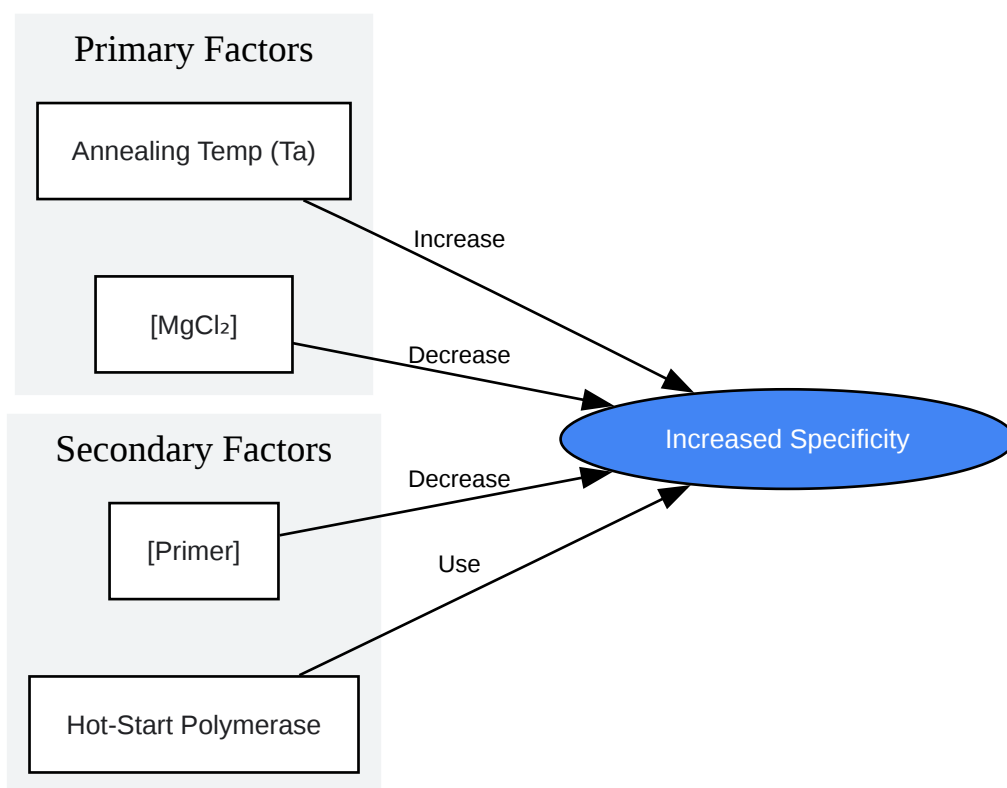 Primary Factors
Annealing Temp (Ta)
Increase
[MgCl₂]
Decrease
Increased Specificity
Secondary Factors
Decrease
[Primer]
Use
Hot-Start Polymerase